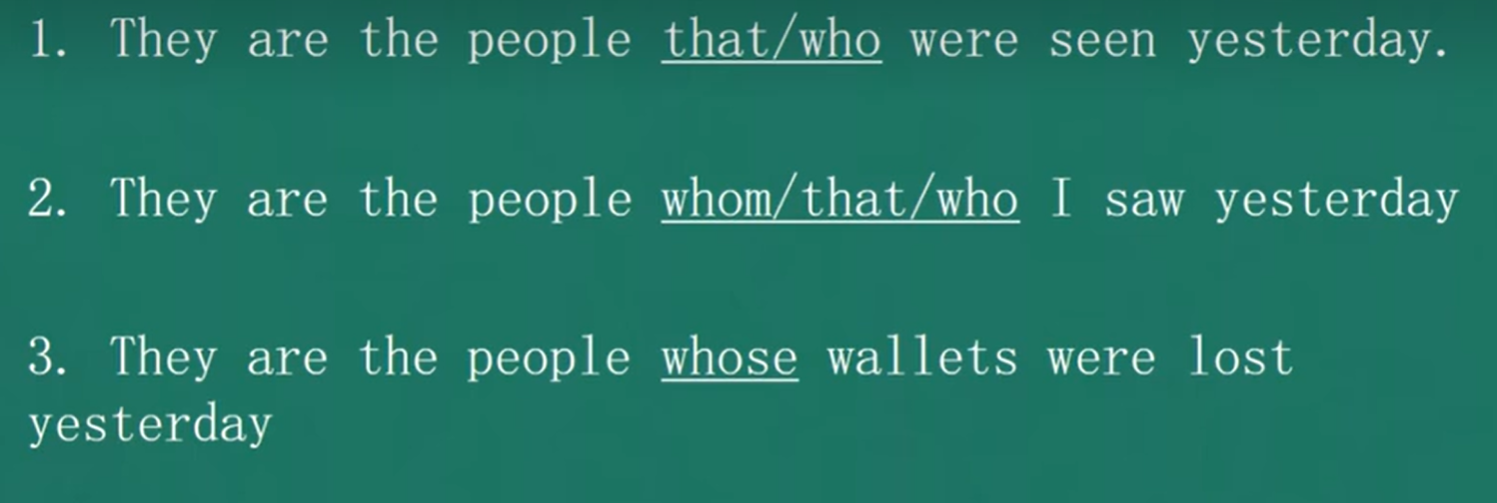 1. They are the people that/who were seen yesterday.
2. They are the people whom/that/who I saw yesterday
3. They are the people whose wallets were lost
yesterday